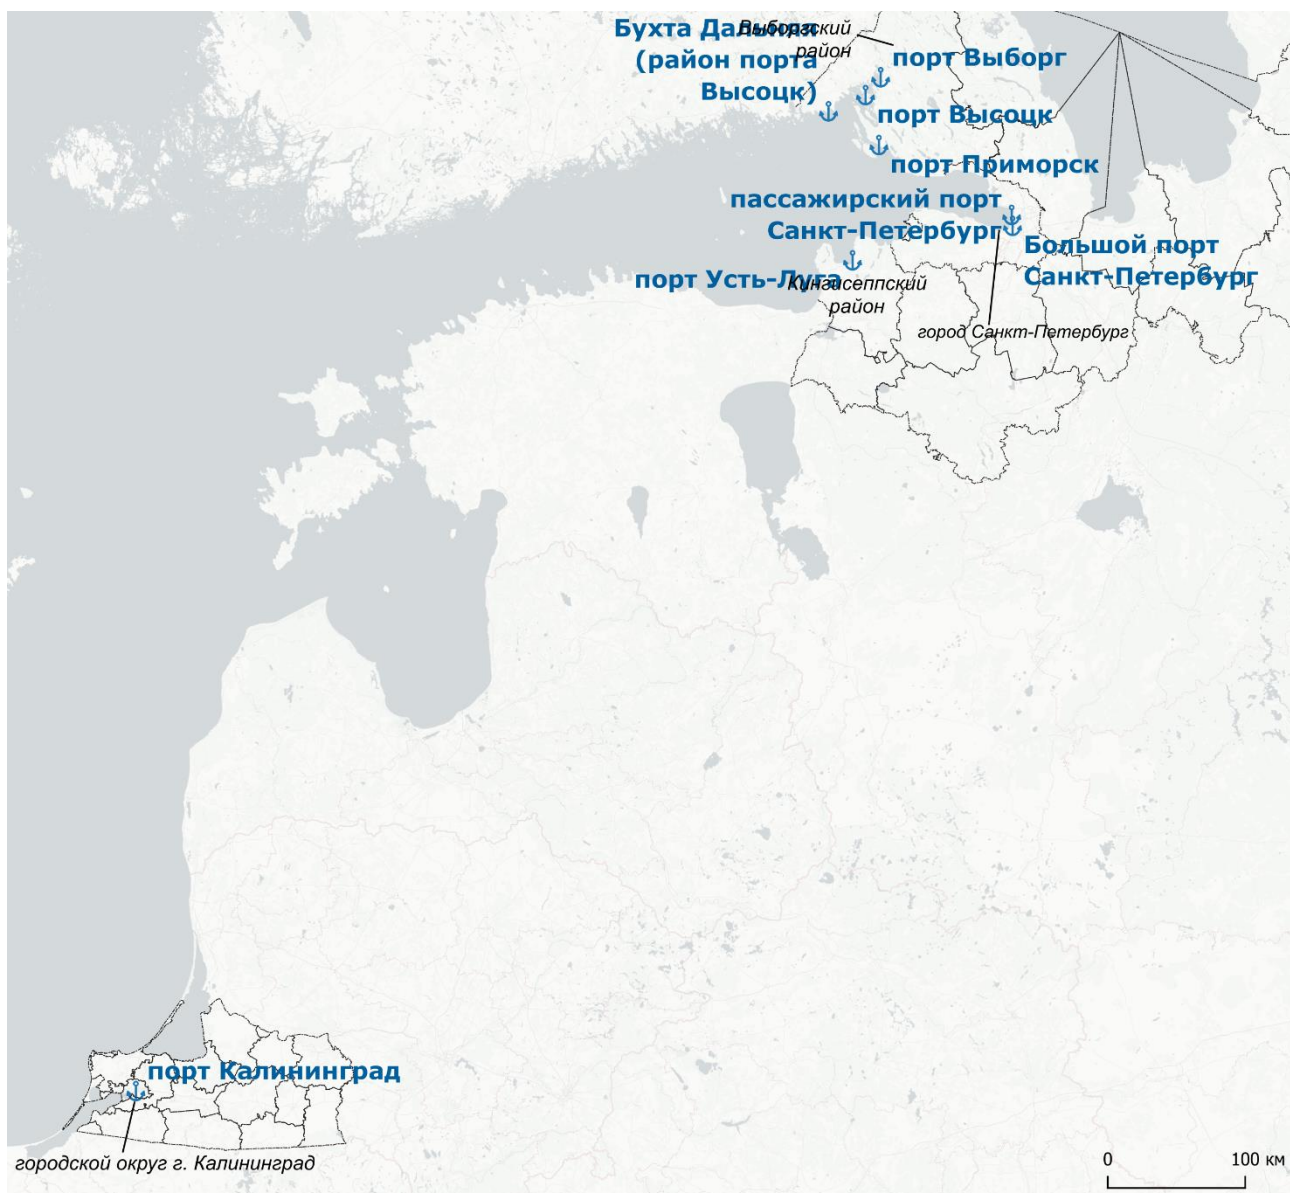 Бухта Дальняя
(район порта
Высоцк)
Выборгский
район
порт Выборг
порт Высоцк
порт Приморск
пассажирский порт
Санкт-Петербург
Большой порт
Санкт-Петербург
порт Усть-Луга
Кингисеппский
район
город Санкт-Петербург
порт Калининград
городской округ г. Калининград
0 100 км